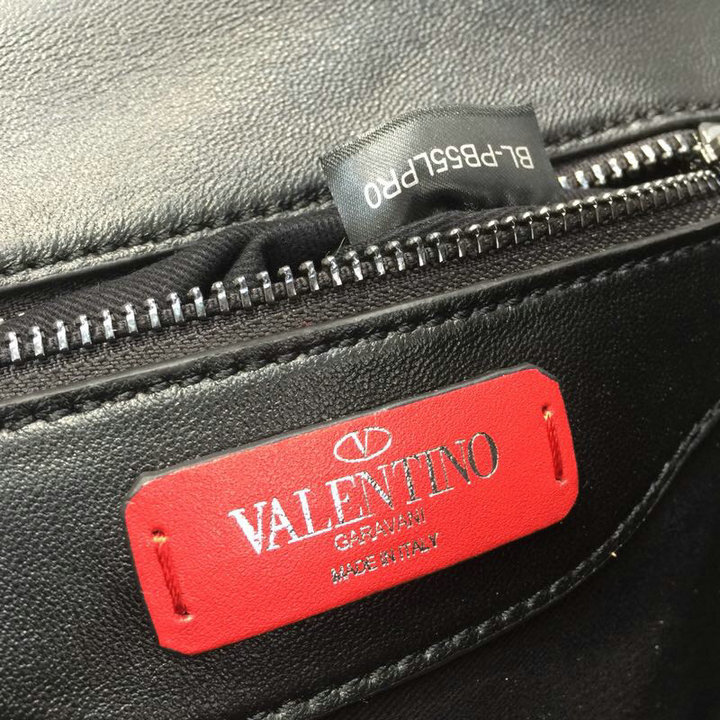 BL-PB55LPR0
V
VALENTINO
GARAVANI
MADE IN ITALY